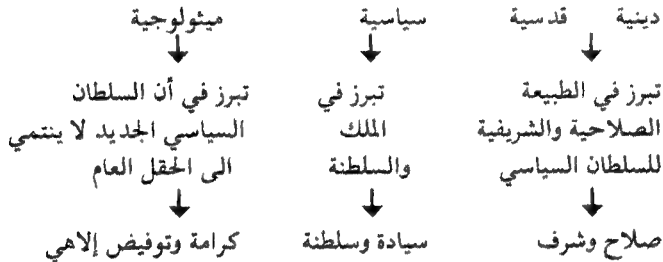 دينية قدسية سياسية ميثولوجية
تبرز في الطبيعة تبرز في تبرز في أن السلطان
الصلاحية والشريفية الملك السياسي الجديد لا ينتمي
للسلطان السياسي والسلطنة الى الحقل العام
صلاح وشرف سيادة وسلطنة كرامة وتوفيض إلاهي